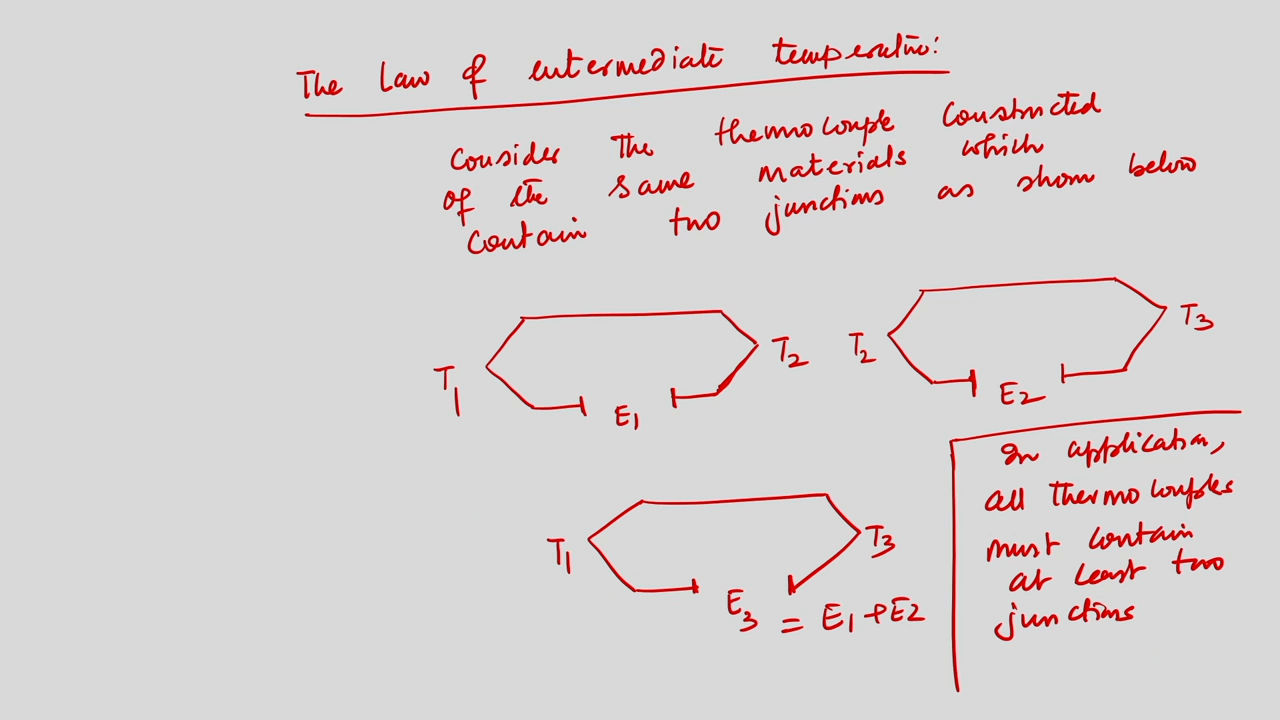 The Law of intermediate temperature:
Consider the thermocouple constructed
of the same materials which
contain two junctions as shown below
T1 T2 T2 T3
E1 E2
T1 T3
E3 = E1 + E2
In application,
all thermocouples
must contain
at least two
junctions